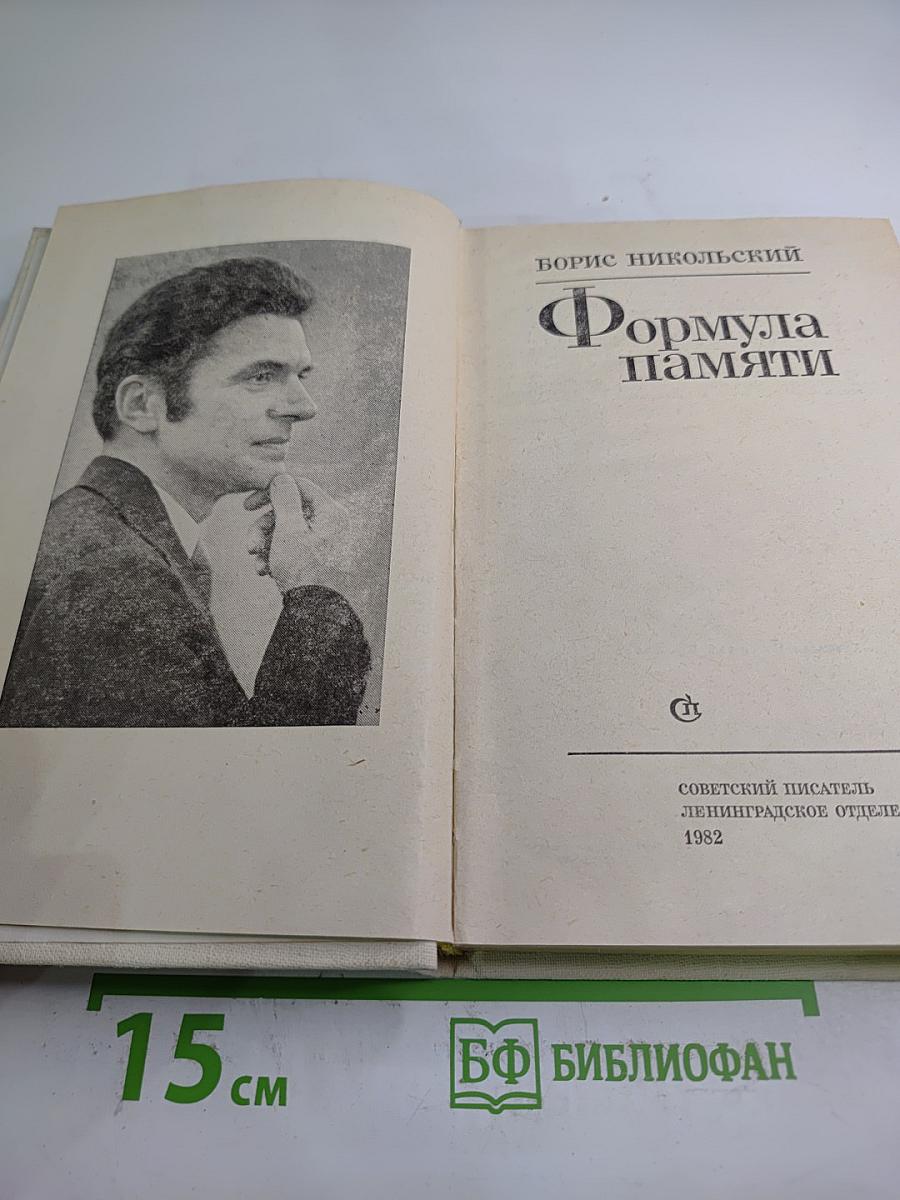 БОРИС НИКОЛЬСКИЙ
Формула
памяти
СП
СОВЕТСКИЙ ПИСАТЕЛЬ
ЛЕНИНГРАДСКОЕ ОТДЕЛЕ
1982
15 см
БФ БИБЛИОФАН